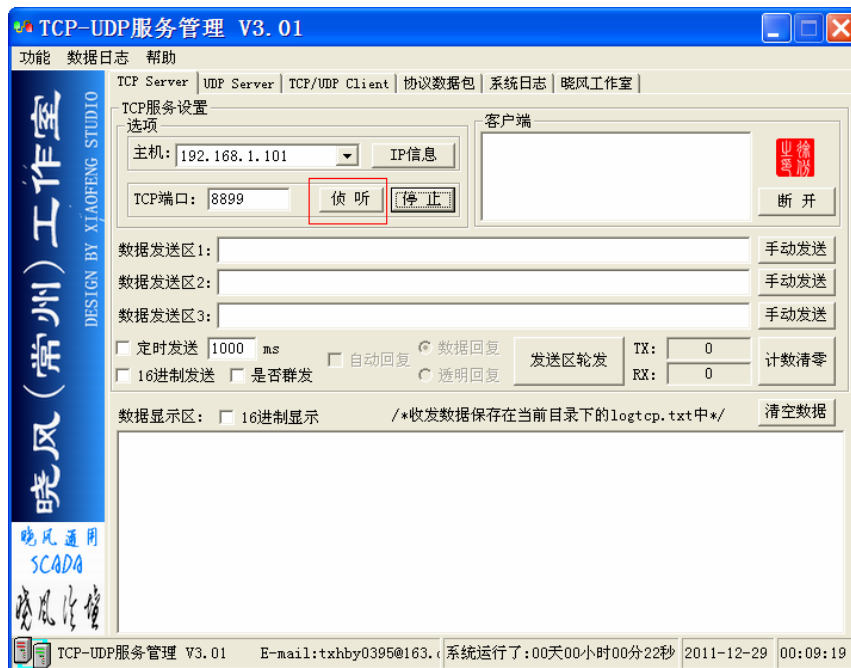 TCP-UDP服务管理 V3.01
功能 数据日志 帮助
TCP Server UDP Server TCP/UDP Client 协议数据包 系统日志 晓风工作室
TCP服务设置
选项
主机: 192.168.1.101 IP信息
TCP端口: 8899 侦听 停止
客户端
断开
数据发送区1: 手动发送
数据发送区2: 手动发送
数据发送区3: 手动发送
定时发送 1000 ms 自动回复 数据回复 发送区轮发 TX: 0 计数清零
16进制发送 是否群发 透明回复 RX: 0
数据显示区: 16进制显示 /*收发数据保存在当前目录下的logtcp.txt中*/ 清空数据
晓风(常州)工作室
DESIGN BY XIAOFENG STUDIO
晓风通用
SCADA
晓风论坛
TCP-UDP服务管理 V3.01 E-mail:txhby0395@163. 系统运行了:00天00小时00分22秒 2011-12-29 00:09:19